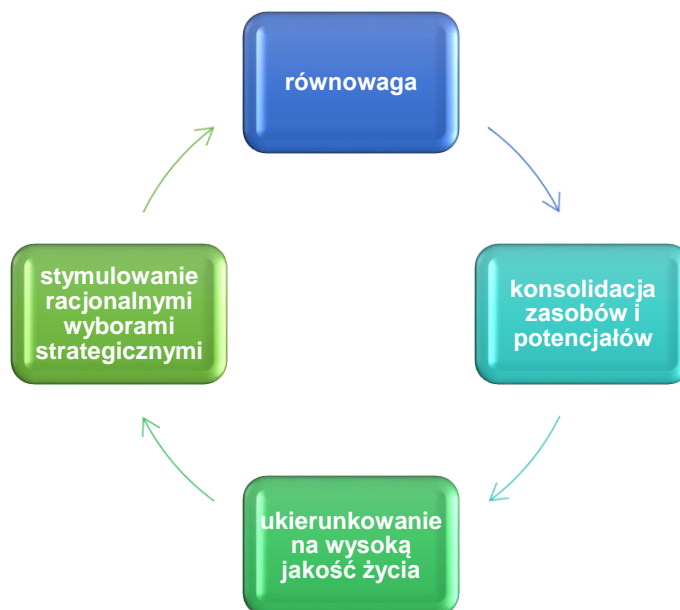 równowaga
konsolidacja
zasobów i
potencjałów
ukierunkowanie
na wysoką
jakość życia
stymulowanie
racjonalnymi
wyborami
strategicznymi